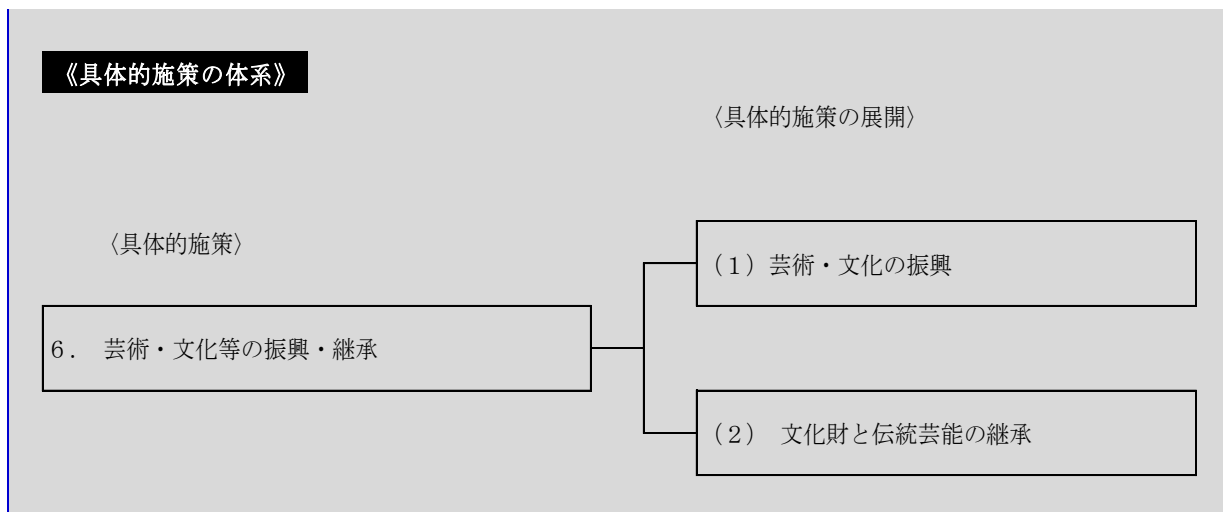 《具体的施策の体系》
〈具体的施策の展開〉
〈具体的施策〉
(1)芸術・文化の振興
6. 芸術・文化等の振興・継承
(2) 文化財と伝統芸能の継承